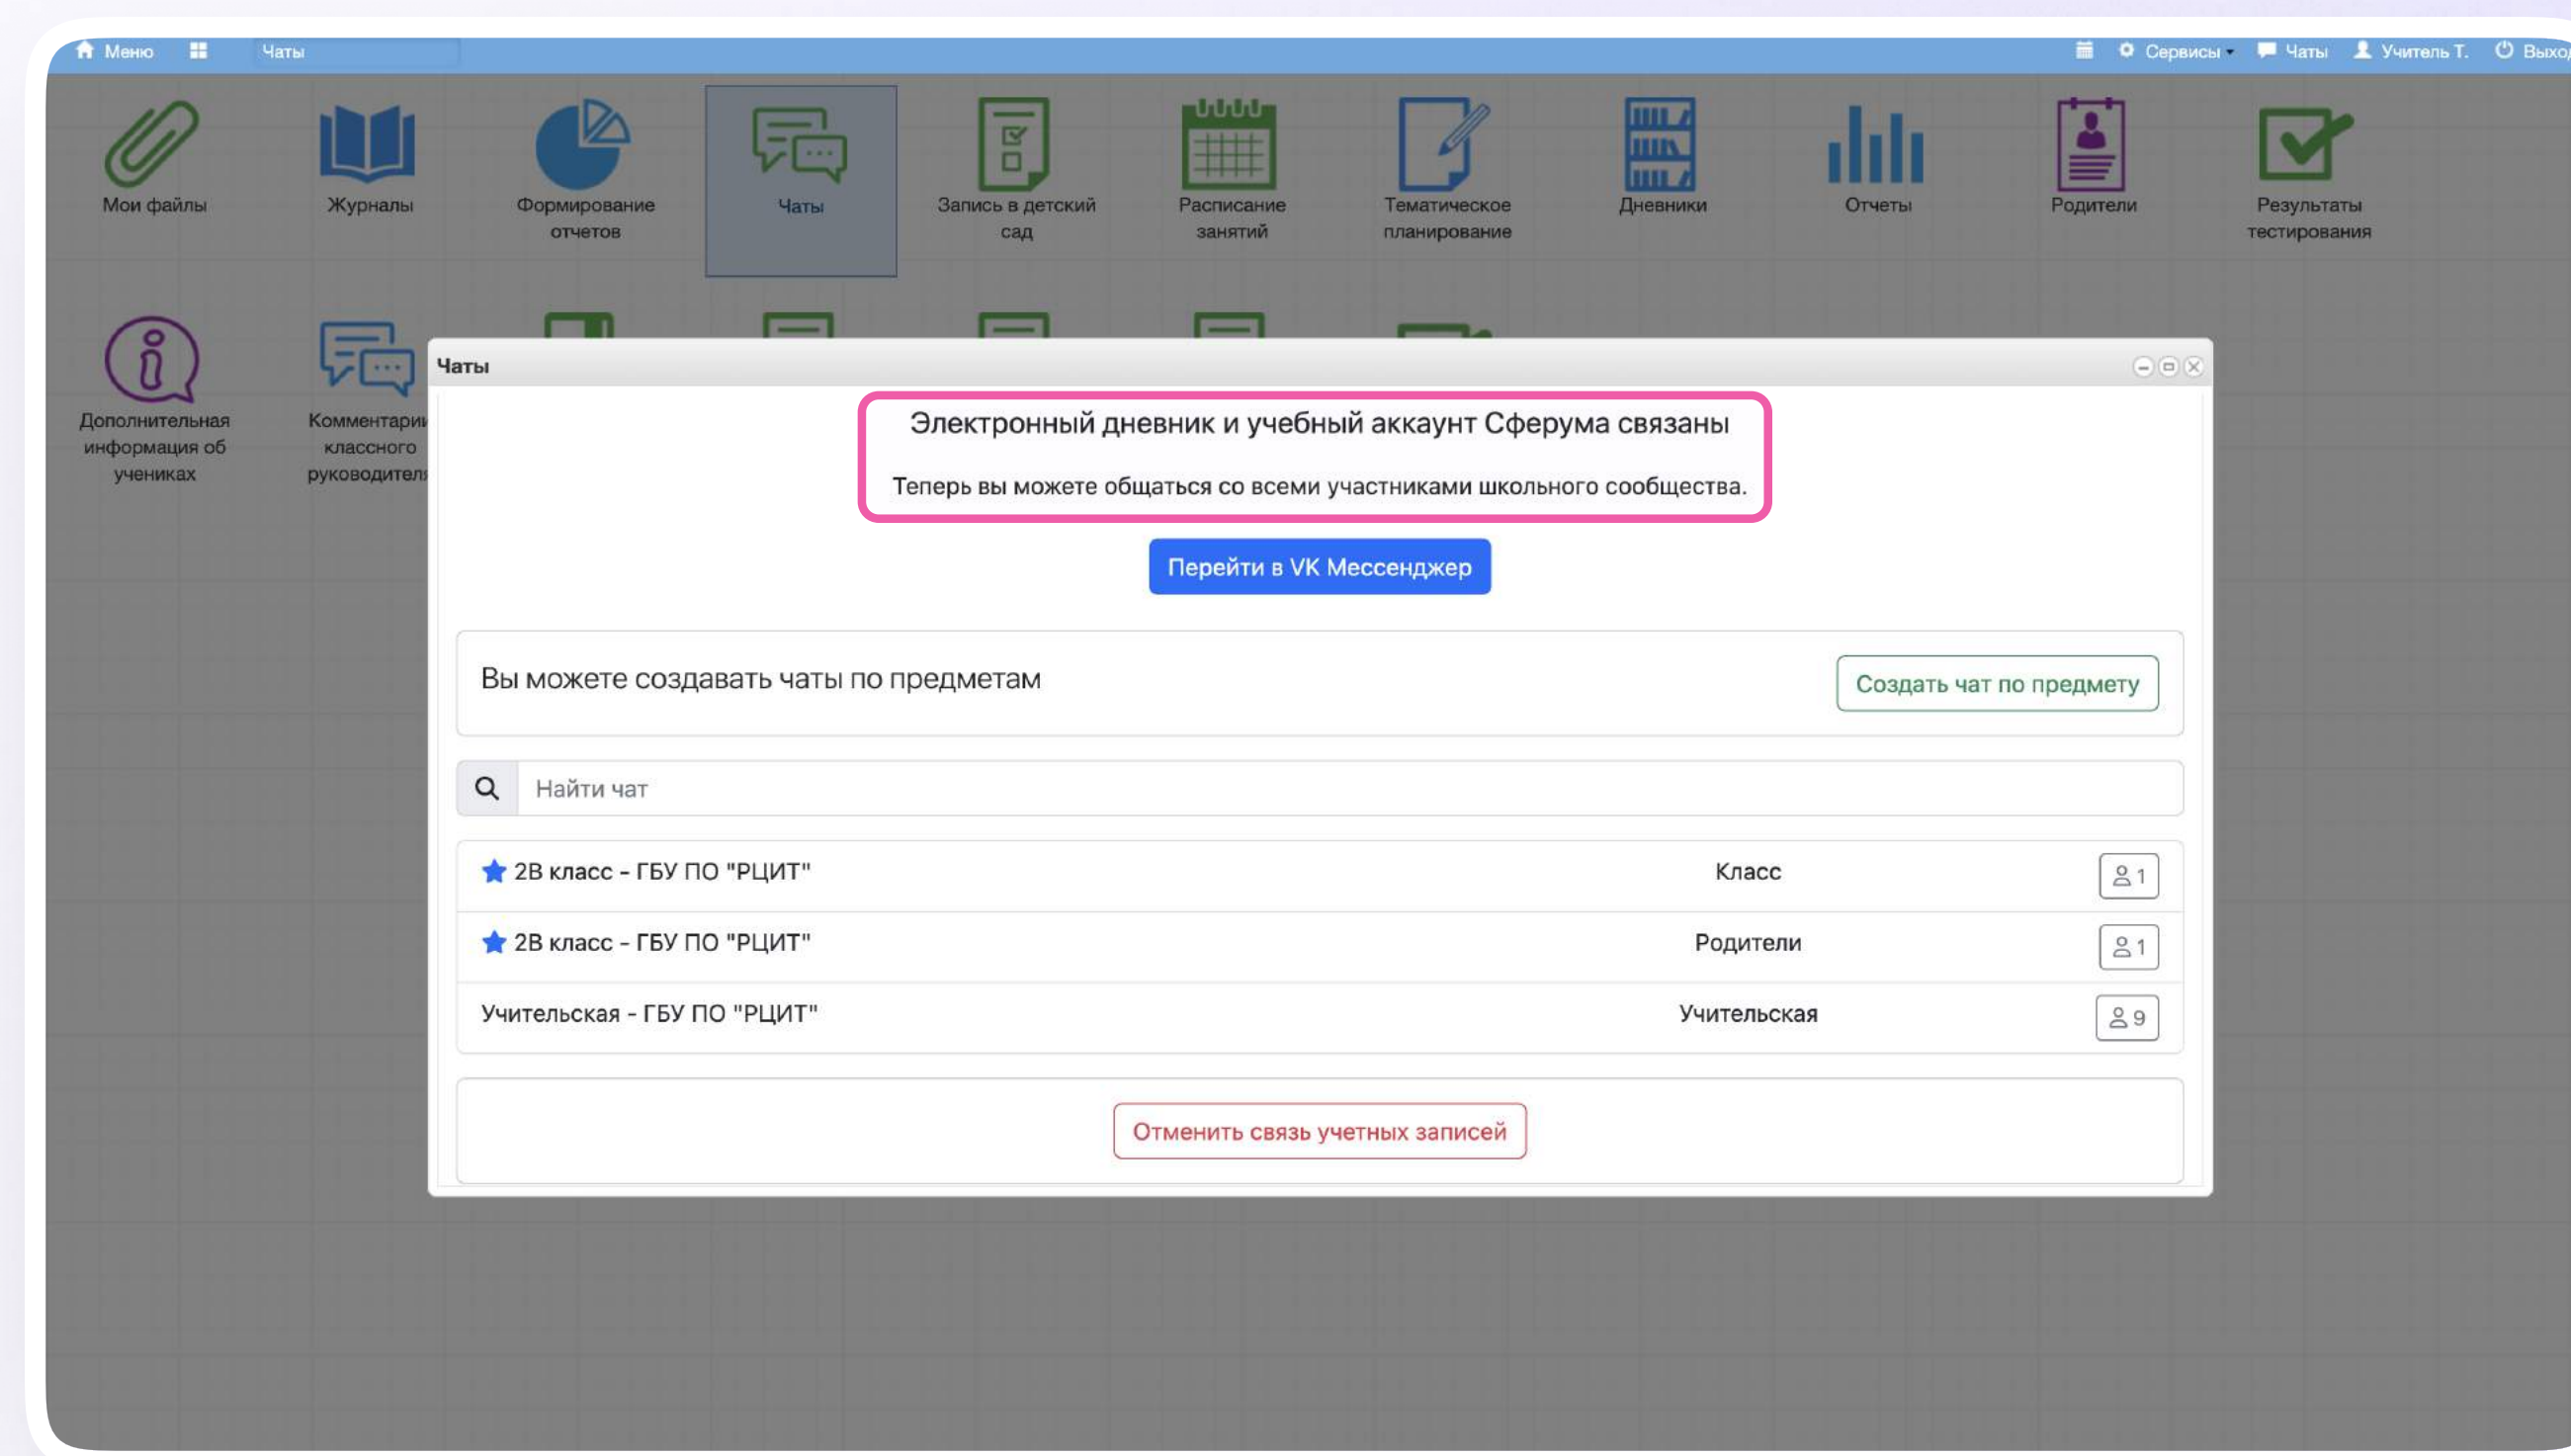 Меню
Чаты
Сервисы
Чаты
Учитель Т.
Мои файлы
Журналы
Формирование
отчетов
Чаты
Запись в детский
сад
Расписание
занятий
Тематическое
планирование
Дневники
Отчеты
Родители
Результаты
тестирования
Дополнительная
информация об
учениках
Комментарии
классного
Чаты
Электронный дневник и учебный аккаунт Сферума связаны
Теперь вы можете общаться со всеми участниками школьного сообщества.
Перейти в VK Мессенджер
Вы можете создавать чаты по предметам
Создать чат по предмету
Найти чат
2В класс - ГБУ ПО "РЦИТ"
Класс
1
2В класс - ГБУ ПО "РЦИТ"
Родители
1
Учительская - ГБУ ПО "РЦИТ"
Учительская
9
Отменить связь учетных записей